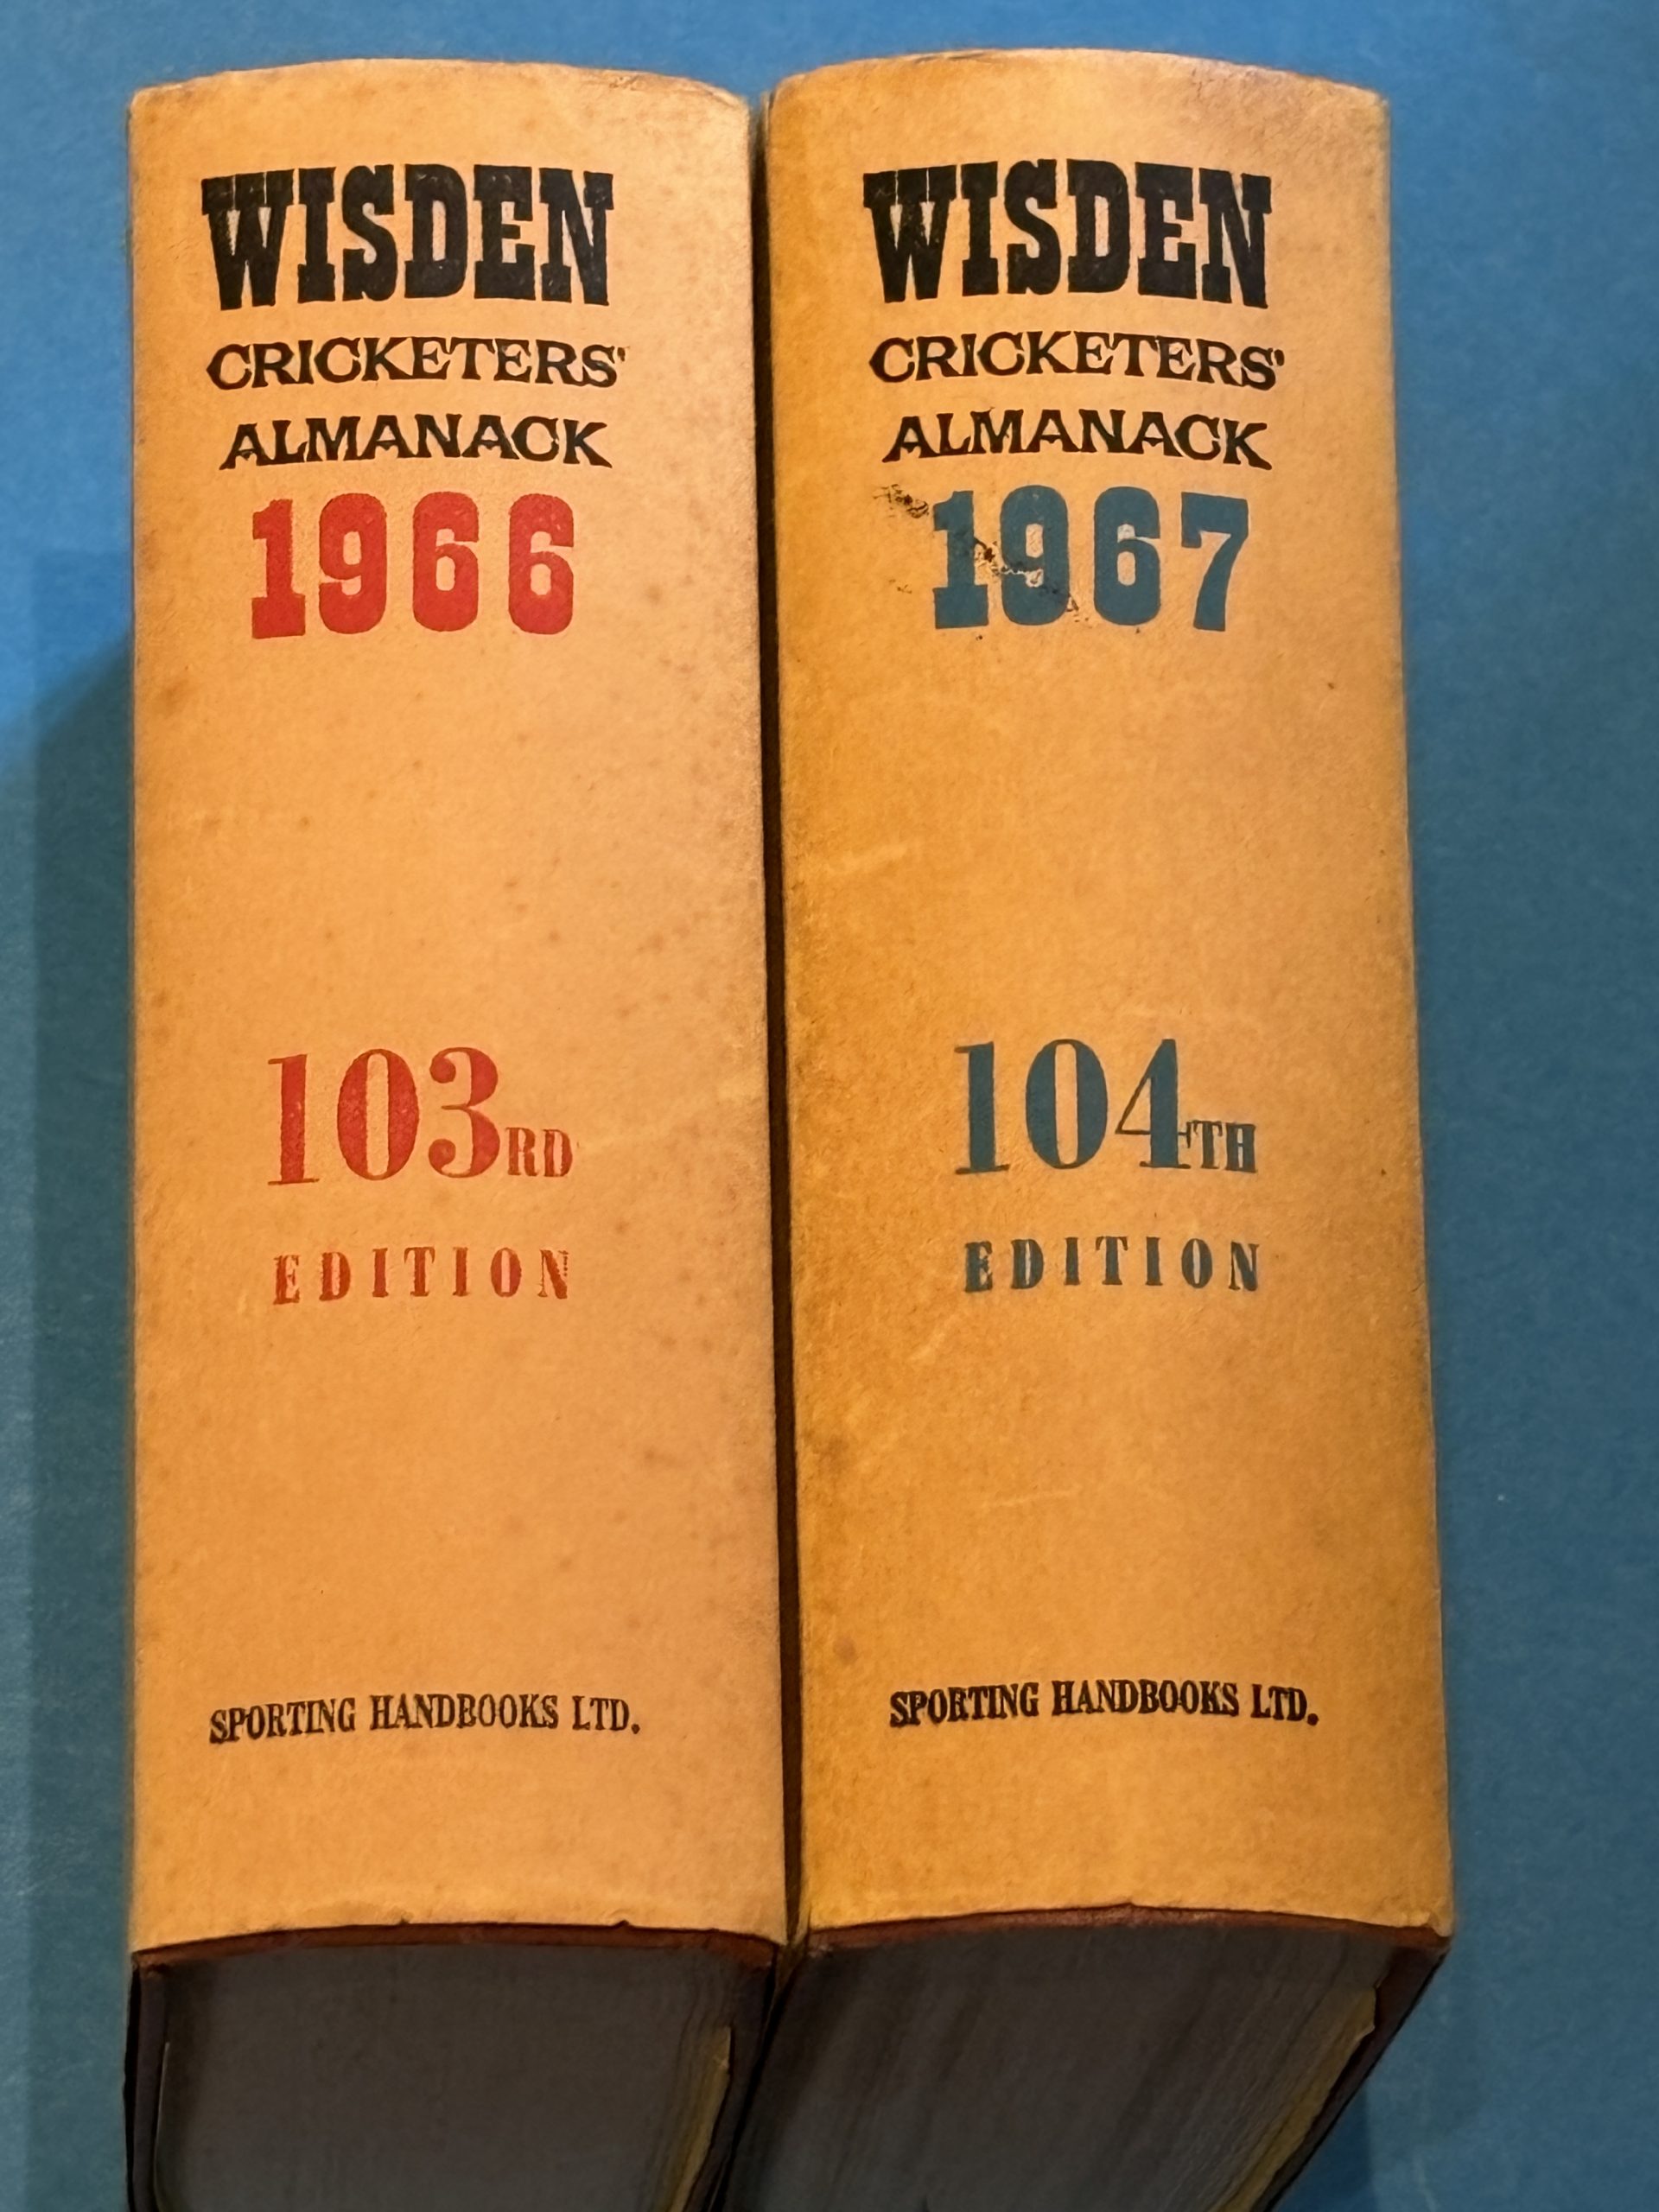 WISDEN
CRICKETERS'
ALMANACK
1966
103RD
EDITION
SPORTING HANDBOOKS LTD.
WISDEN
CRICKETERS'
ALMANACK
1967
104TH
EDITION
SPORTING HANDBOOKS LTD.